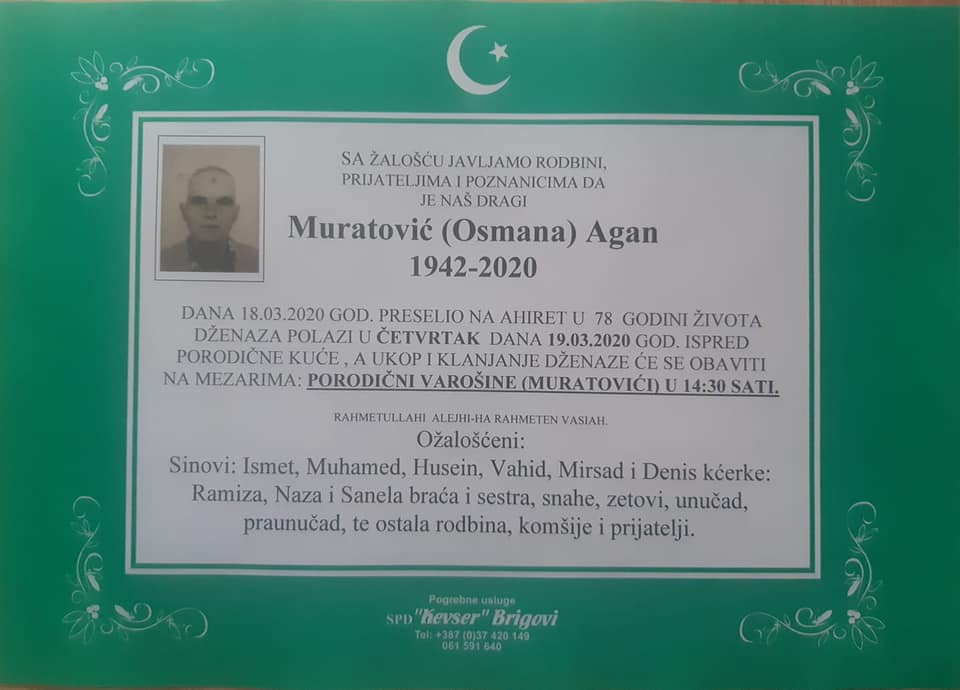 SA ŽALOŠĆU JAVLJAMO RODBINI,
PRIJATELJIMA I POZNANICIMA DA
JE NAŠ DRAGI
Muratović (Osmana) Agan
1942-2020
DANA 18.03.2020 GOD. PRESELIO NA AHIRET U 78 GODINI ŽIVOTA
DŽENAZA POLAZI U ČETVRTAK DANA 19.03.2020 GOD. ISPRED
PORODIČNE KUĆE , A UKOP I KLANJANJE DŽENAZE ĆE SE OBAVITI
NA MEZARIMA: PORODIČNI VAROŠINE (MURATOVIĆI) U 14:30 SATI.
RAHMETULLAHI ALEJHI-HA RAHMETEN VASIAH.
Ožalošćeni:
Sinovi: Ismet, Muhamed, Husein, Vahid, Mirsad i Denis kćerke:
Ramiza, Naza i Sanela braća i sestra, snahe, zetovi, unučad,
praunučad, te ostala rodbina, komšije i prijatelji.
Pogrebne usluge
SPD "Kevser" Brigovi
Tel: +387 (0)37 420 149
061 591 640